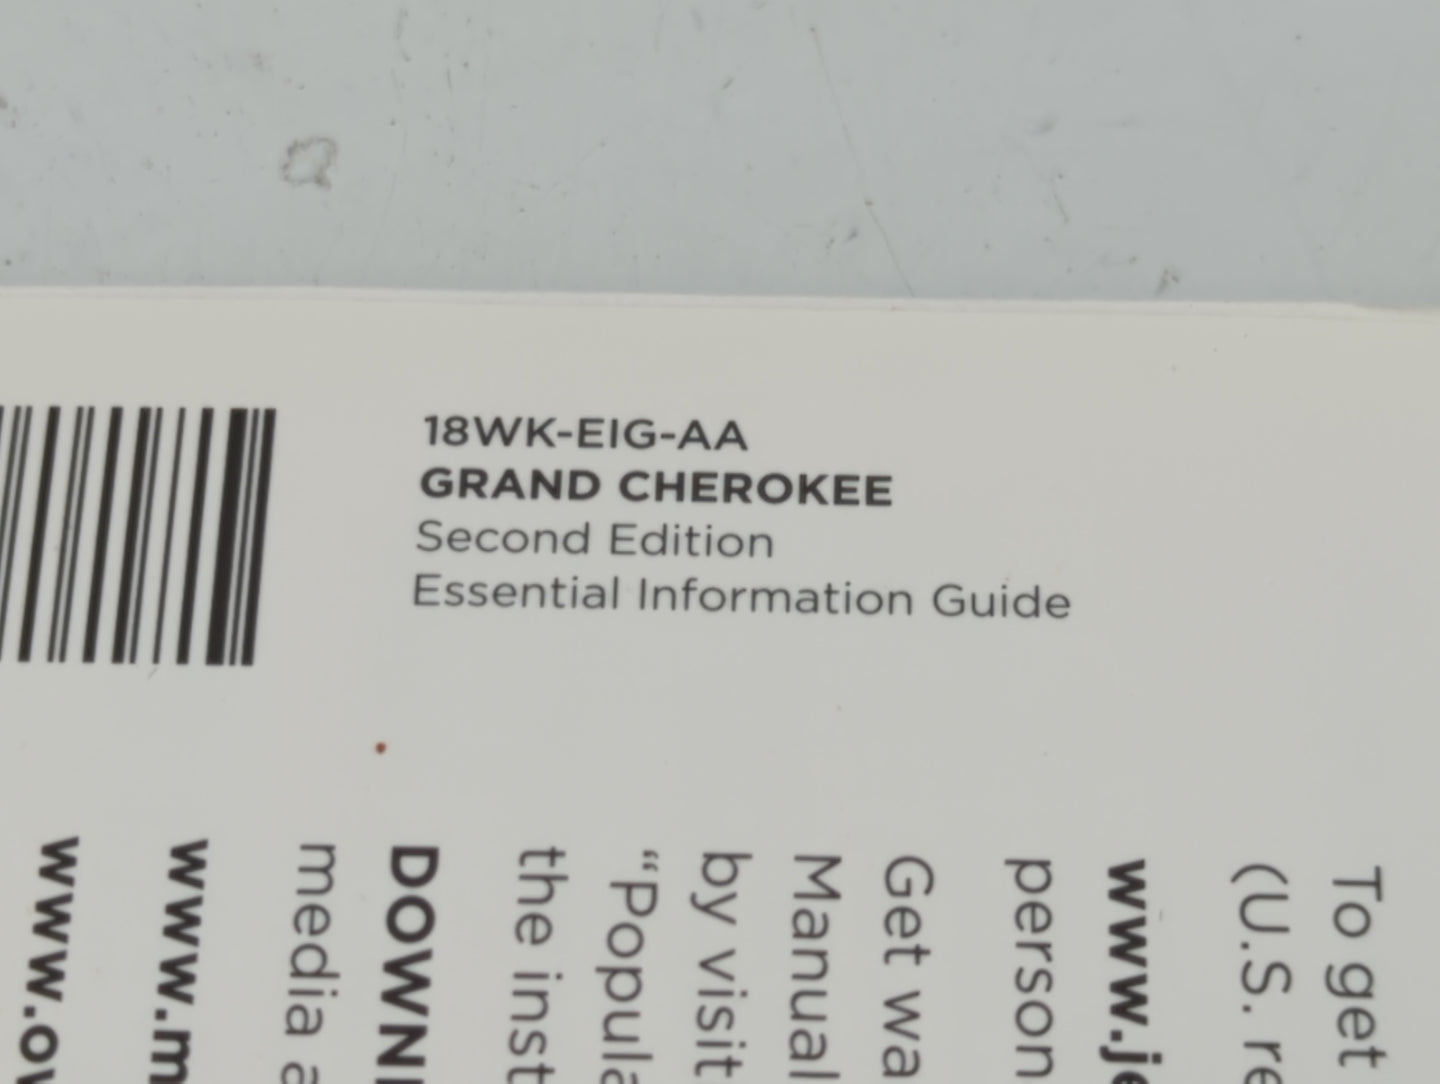 18WK-EIG-AA
GRAND CHEROKEE
Second Edition
Essential Information Guide
To get
(U.S. re
www.je
person
Get wa
Manual
by visit
“Popula
the inst
DOWN
media a
www.m
www.ov